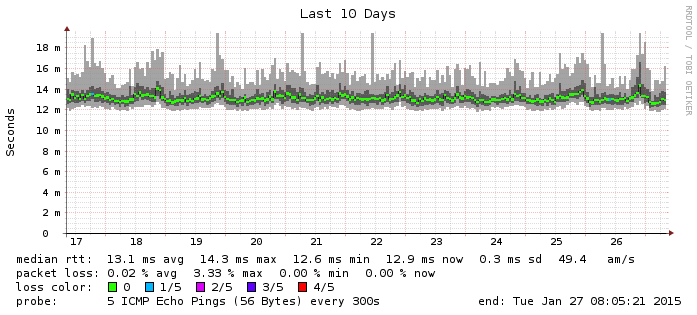 Last 10 Days
RRDTOOL / TOBI OETIKER
Seconds
18 m
16 m
14 m
12 m
10 m
8 m
6 m
4 m
2 m
0
17 18 19 20 21 22 23 24 25 26
median rtt: 13.1 ms avg 14.3 ms max 12.6 ms min 12.9 ms now 0.3 ms sd 49.4 am/s
packet loss: 0.02 % avg 3.33 % max 0.00 % min 0.00 % now
loss color: 0 1/5 2/5 3/5 4/5
probe: 5 ICMP Echo Pings (56 Bytes) every 300s end: Tue Jan 27 08:05:21 2015